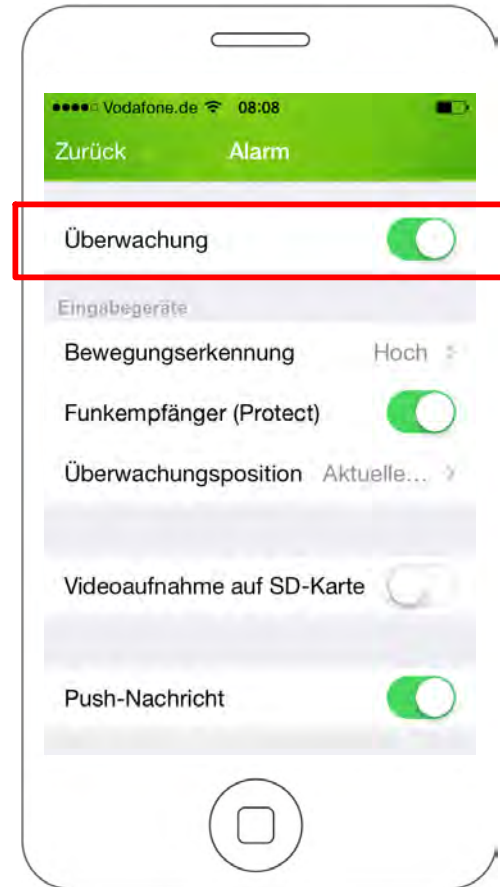 Vodafone.de 08:08
Zurück Alarm
Überwachung
Eingabegeräte
Bewegungserkennung Hoch
Funkempfänger (Protect)
Überwachungsposition Aktuelle...
Videoaufnahme auf SD-Karte
Push-Nachricht